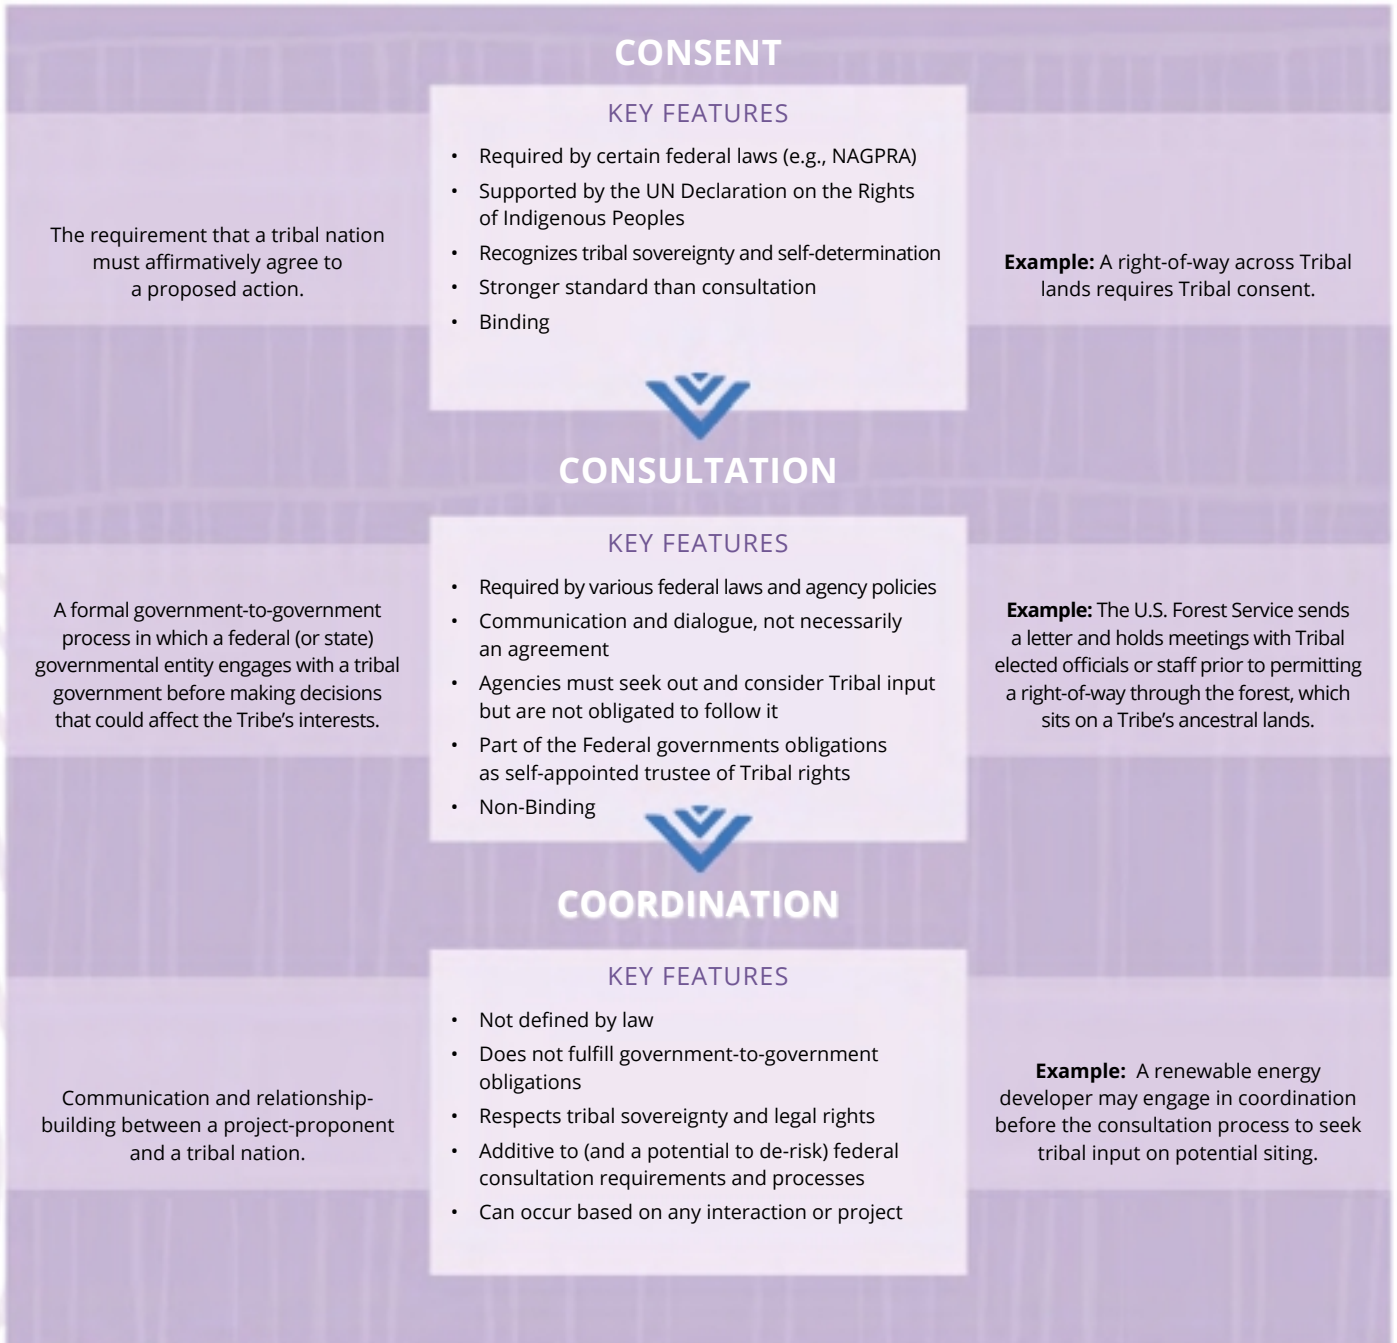 CONSENT
The requirement that a tribal nation
must affirmatively agree to
a proposed action.
KEY FEATURES
• Required by certain federal laws (e.g., NAGPRA)
• Supported by the UN Declaration on the Rights
of Indigenous Peoples
• Recognizes tribal sovereignty and self-determination
• Stronger standard than consultation
• Binding
Example: A right-of-way across Tribal
lands requires Tribal consent.
CONSULTATION
A formal government-to-government
process in which a federal (or state)
governmental entity engages with a tribal
government before making decisions
that could affect the Tribe’s interests.
KEY FEATURES
• Required by various federal laws and agency policies
• Communication and dialogue, not necessarily
an agreement
• Agencies must seek out and consider Tribal input
but are not obligated to follow it
• Part of the Federal governments obligations
as self-appointed trustee of Tribal rights
• Non-Binding
Example: The U.S. Forest Service sends
a letter and holds meetings with Tribal
elected officials or staff prior to permitting
a right-of-way through the forest, which
sits on a Tribe’s ancestral lands.
COORDINATION
Communication and relationship-
building between a project-proponent
and a tribal nation.
KEY FEATURES
• Not defined by law
• Does not fulfill government-to-government
obligations
• Respects tribal sovereignty and legal rights
• Additive to (and a potential to de-risk) federal
consultation requirements and processes
• Can occur based on any interaction or project
Example: A renewable energy
developer may engage in coordination
before the consultation process to seek
tribal input on potential siting.